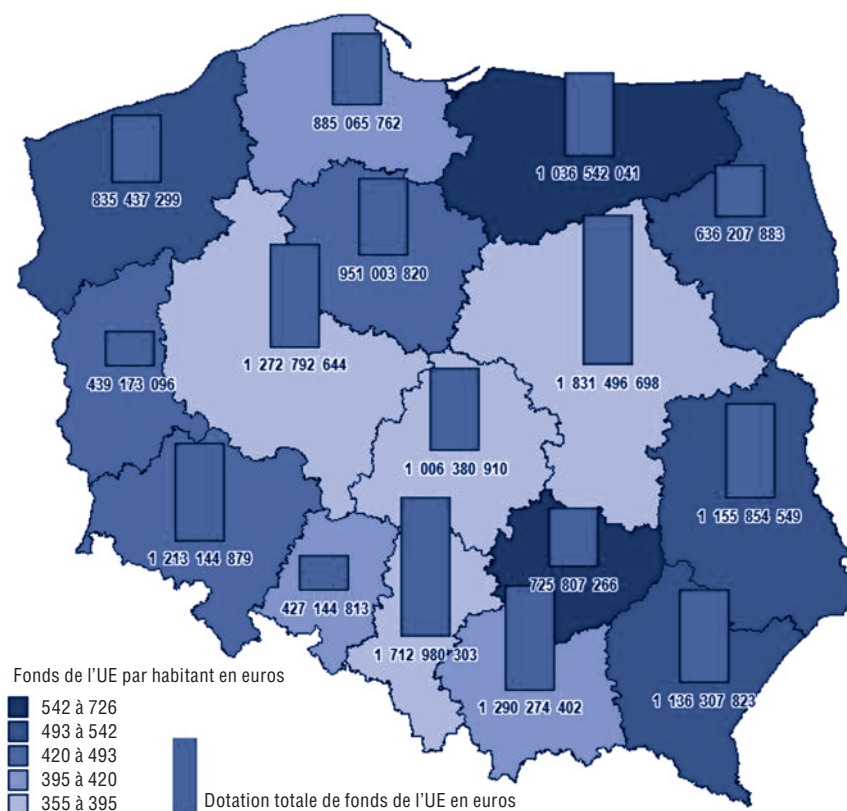 885 065 762
1 036 542 041
835 437 299
636 207 883
951 003 820
1 272 792 644
439 173 096
1 831 496 698
1 006 380 910
1 155 854 549
1 213 144 879
725 807 266
427 144 813
1 712 980 303
1 290 274 402
1 136 307 823
Fonds de l’UE par habitant en euros
542 à 726
493 à 542
420 à 493
395 à 420
355 à 395
Dotation totale de fonds de l’UE en euros